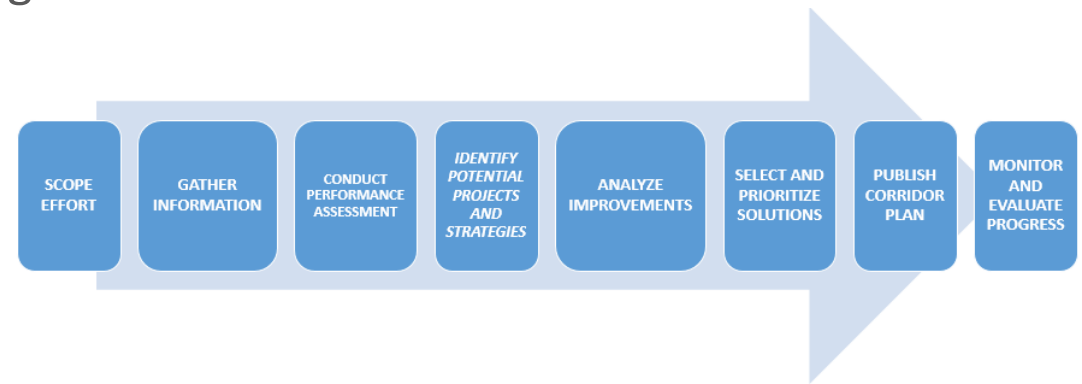 SCOPE
EFFORT
GATHER
INFORMATION
CONDUCT
PERFORMANCE
ASSESSMENT
IDENTIFY
POTENTIAL
PROJECTS
AND
STRATEGIES
ANALYZE
IMPROVEMENTS
SELECT AND
PRIORITIZE
SOLUTIONS
PUBLISH
CORRIDOR
PLAN
MONITOR
AND
EVALUATE
PROGRESS